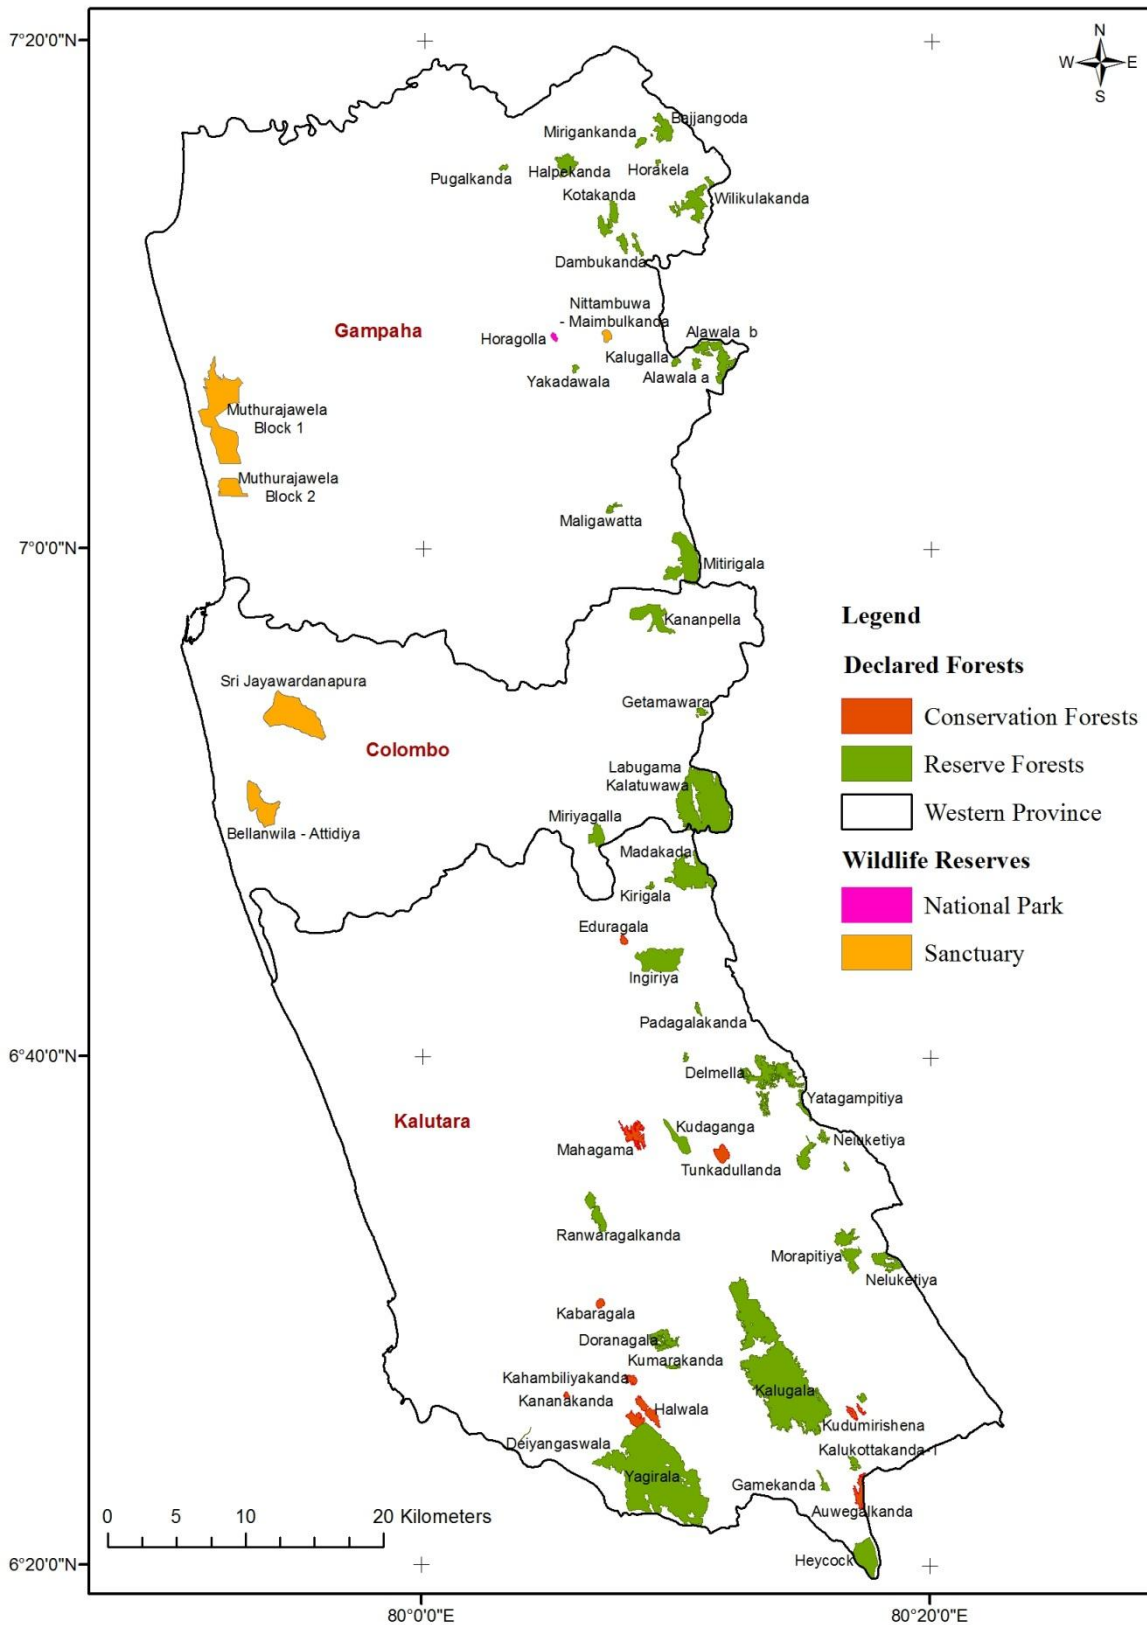 7°20'0"N
N
W
E
S
Bajjangoda
Mirigankanda
Pugalkanda
Halpekanda
Horakela
Kotakanda
Wilikulakanda
Dambukanda
Nittambuwa
- Maimbulkanda
Gampaha
Horagolla
Alawala b
Kalugalla
Yakadawala
Alawala a
Muthurajawela
Block 1
Muthurajawela
Block 2
Maligawatta
7°0'0"N
Mitirigala
Kananpella
Sri Jayawardanapura
Getamawara
Colombo
Labugama
Kalatuwawa
Bellanwila - Attidiya
Miriyagalla
Madakada
Kirigala
Eduragala
Ingiriya
Padagalakanda
6°40'0"N
Delmella
Yatagampitiya
Kalutara
Kudaganga
Neluketiya
Mahagama
Tunkadullanda
Ranwaragalkanda
Morapitiya
Neluketiya
Kabaragala
Doranagala
Kumarakanda
Kahambiliyakanda
Kalugala
Kananakanda
Halwala
Kudumirishena
Deiyangaswala
Kalukottakanda-1
Yagirala
Gamekanda
Auwegalkanda
Heycock
Legend
Declared Forests
Conservation Forests
Reserve Forests
Western Province
Wildlife Reserves
National Park
Sanctuary
0 5 10 20 Kilometers
6°20'0"N
80°0'0"E
80°20'0"E